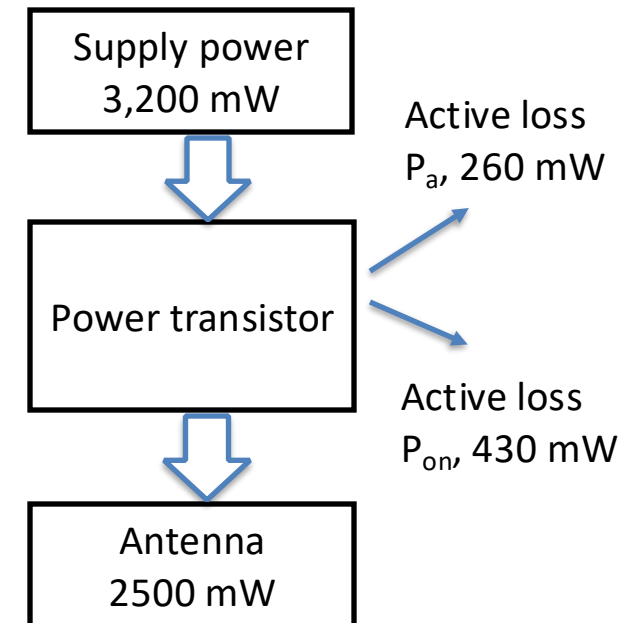 Supply power
3,200 mW
Active loss
Pa, 260 mW
Power transistor
Active loss
Pon, 430 mW
Antenna
2500 mW